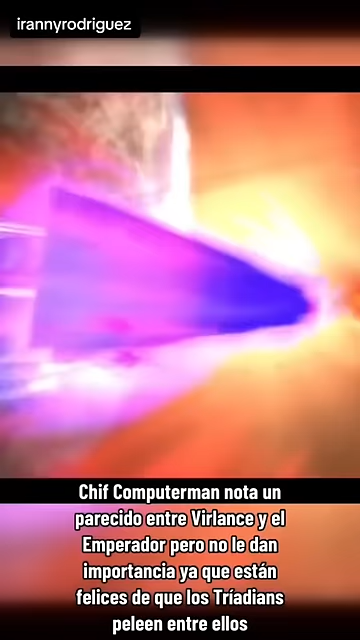 irannyrodriguez
Chif Computerman nota un
parecido entre Virlance y el
Emperador pero no le dan
importancia ya que están
felices de que los Tríadians
peleen entre ellos